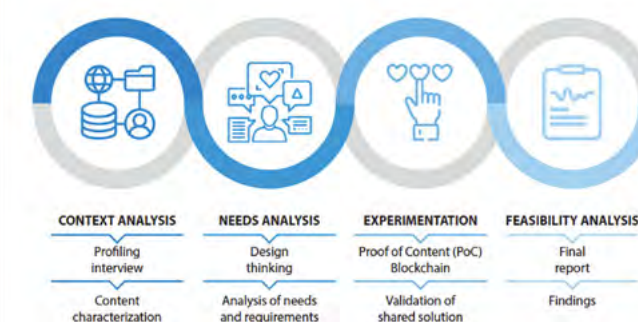 CONTEXT ANALYSIS
Profiling
interview
Content
characterization
NEEDS ANALYSIS
Design
thinking
Analysis of needs
and requirements
EXPERIMENTATION
Proof of Content (PoC)
Blockchain
Validation of
shared solution
FEASIBILITY ANALYSIS
Final
report
Findings